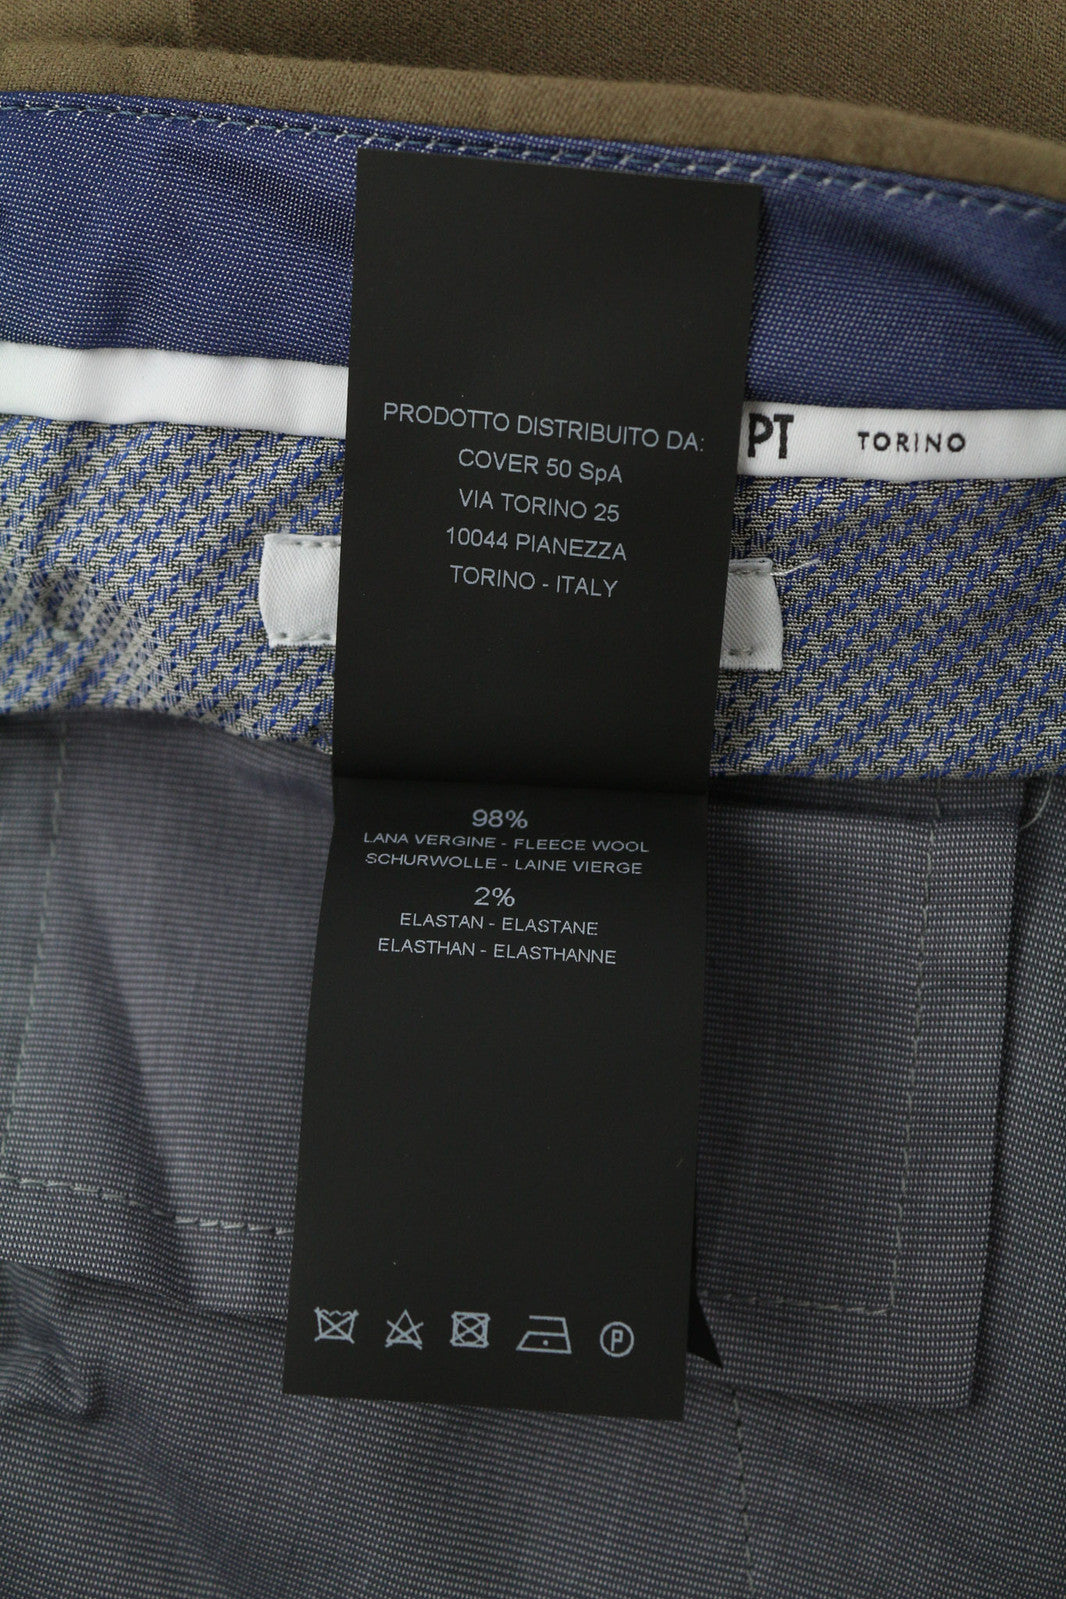 PRODOTTO DISTRIBUITO DA:
COVER 50 SpA
VIA TORINO 25
10044 PIANEZZA
TORINO - ITALY
PT TORINO
98%
LANA VERGINE - FLEECE WOOL
SCHURWOLLE - LAINE VIERGE
2%
ELASTAN - ELASTANE
ELASTHAN - ELASTHANNE
P